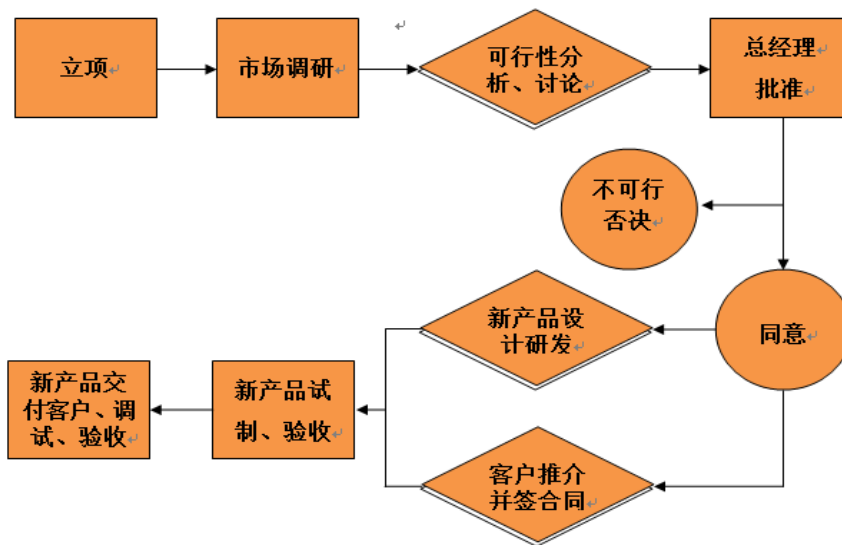 立项
市场调研
可行性分
析、讨论
总经理
批准
不可行
否决
同意
新产品设
计研发
客户推介
并签合同
新产品试
制、验收
新产品交
付客户、调
试、验收